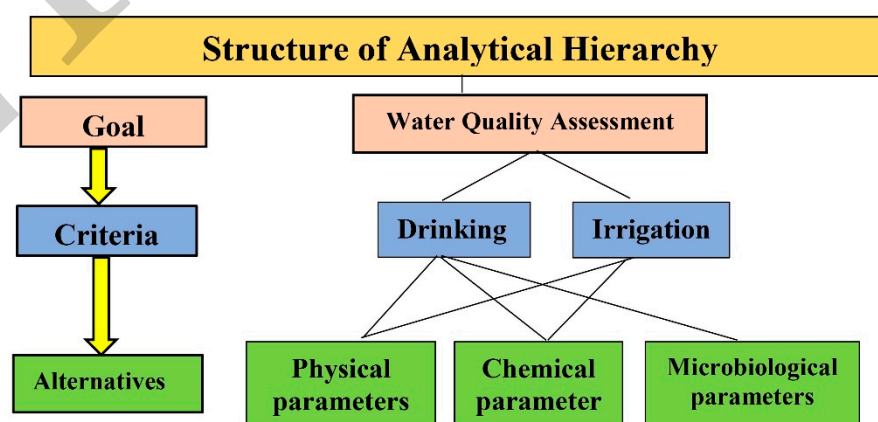 Structure of Analytical Hierarchy
Goal
Water Quality Assessment
Criteria
Drinking
Irrigation
Alternatives
Physical
parameters
Chemical
parameter
Microbiological
parameters